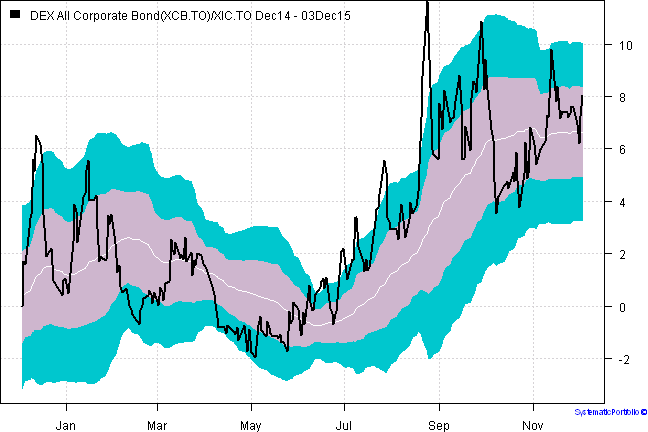 DEX All Corporate Bond(XCB.TO)/XIC.TO Dec14 - 03Dec15
10
8
6
4
2
0
-2
Jan Mar May Jul Sep Nov
SystematicPortfolio ©